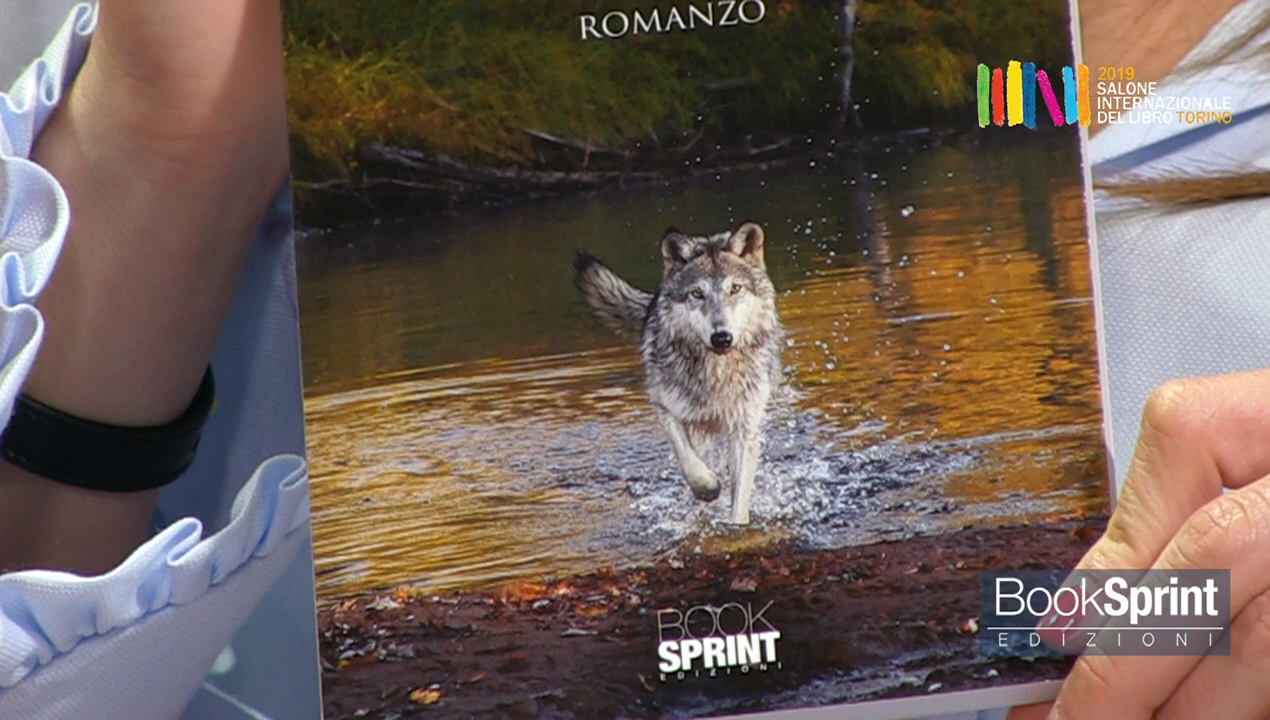 ROMANZO
2019
SALONE
INTERNAZIONALE
DEL LIBRO TORINO
BOOK
SPRINT
EDIZIONI
BookSprint
EDIZIONI